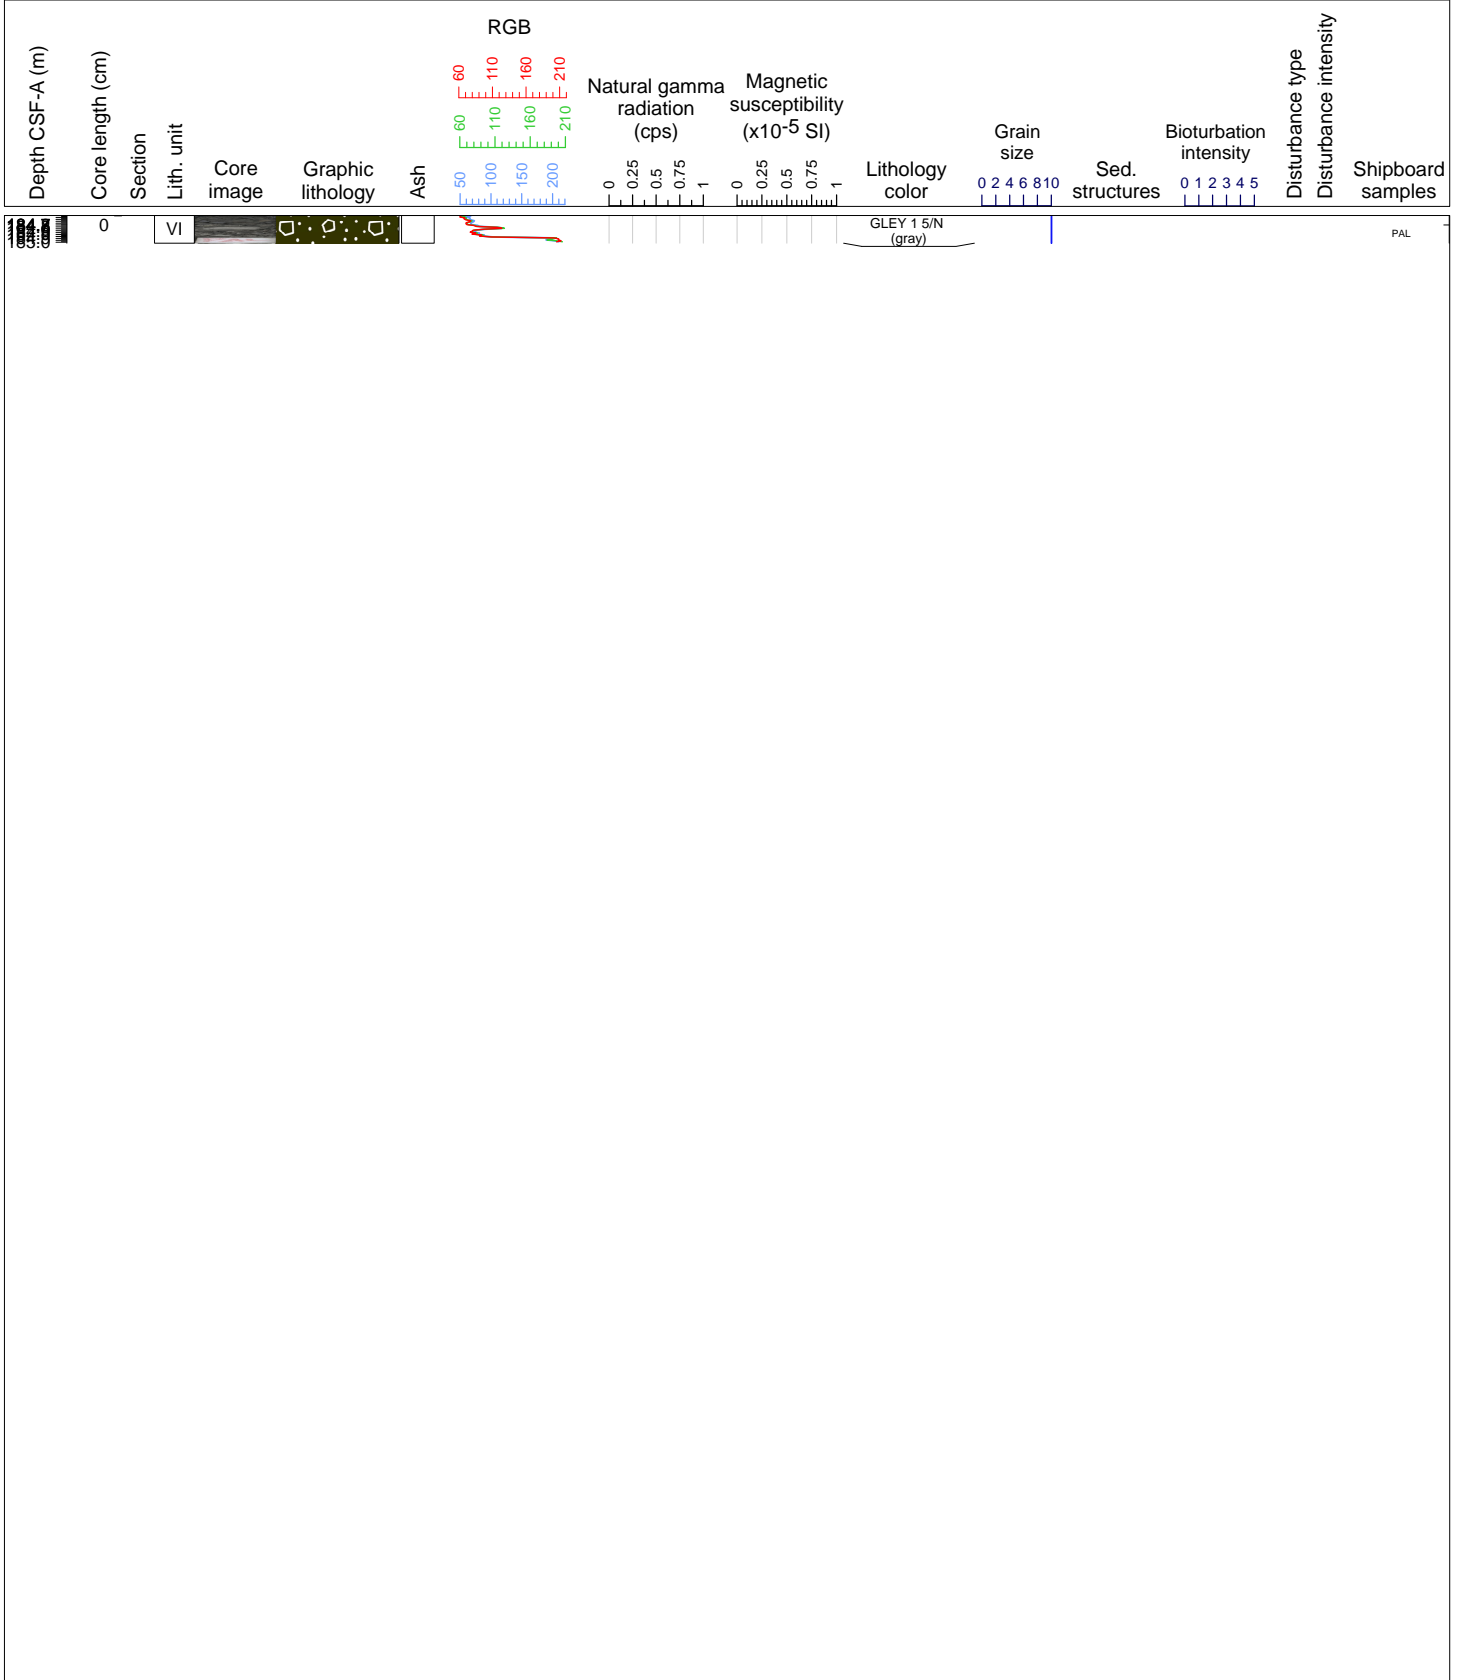 RGB
Depth CSF-A (m)
Core length (cm)
Section
Lith. unit
Core
image
Graphic
lithology
Ash
60 110 160 210
60 110 160 210
50 100 150 200
Natural gamma
radiation
(cps)
0 0.25 0.5 0.75 1
Magnetic
susceptibility
(x10-5 SI)
0 0.25 0.5 0.75 1
Lithology
color
Grain
size
0 2 4 6 8 10
Sed.
structures
Bioturbation
intensity
0 1 2 3 4 5
Disturbance type
Disturbance intensity
Shipboard
samples
0
VI
GLEY 1 5/N
(gray)
PAL